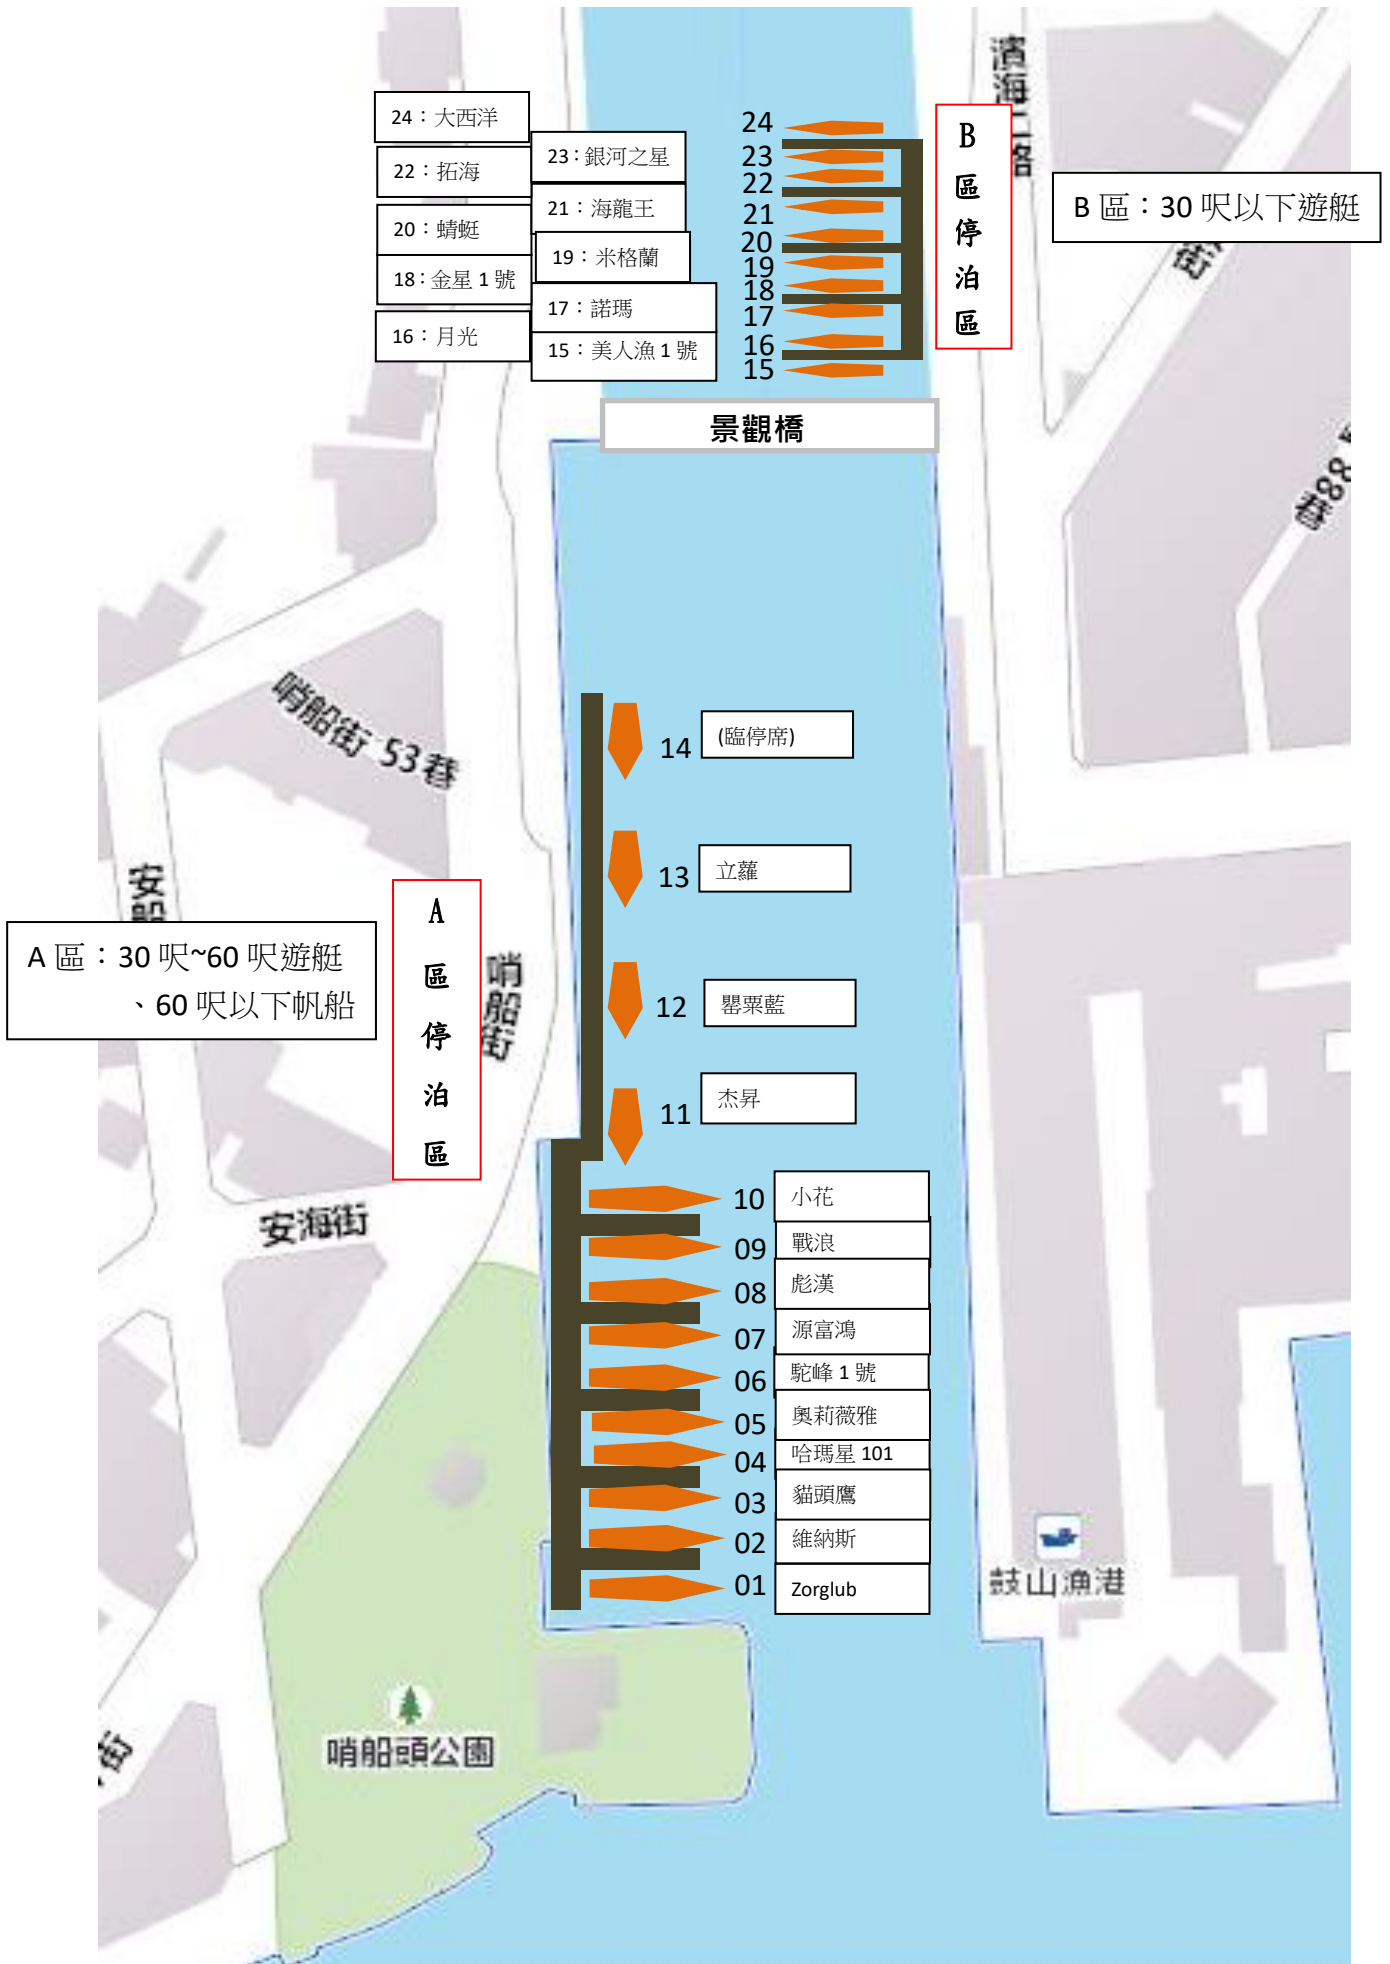 24：大西洋
23：銀河之星
22：拓海
21：海龍王
20：蜻蜓
19：米格蘭
18：金星 1 號
17：諾瑪
16：月光
15：美人漁 1 號
24
23
22
21
20
19
18
17
16
15
B
區
停
泊
區
B 區：30 呎以下遊艇
街
景觀橋
巷88
哨船街 53 巷
14
(臨停席)
13
立蘿
12
罌粟藍
11
杰昇
安船
A 區：30 呎~60 呎遊艇
、60 呎以下帆船
A
區
停
泊
區
哨船街
安海街
10
小花
09
戰浪
08
彪漢
07
源富鴻
06
駝峰 1 號
05
奧莉薇雅
04
哈瑪星 101
03
貓頭鷹
02
維納斯
01
Zorglub
鼓山漁港
哨船頭公園
街